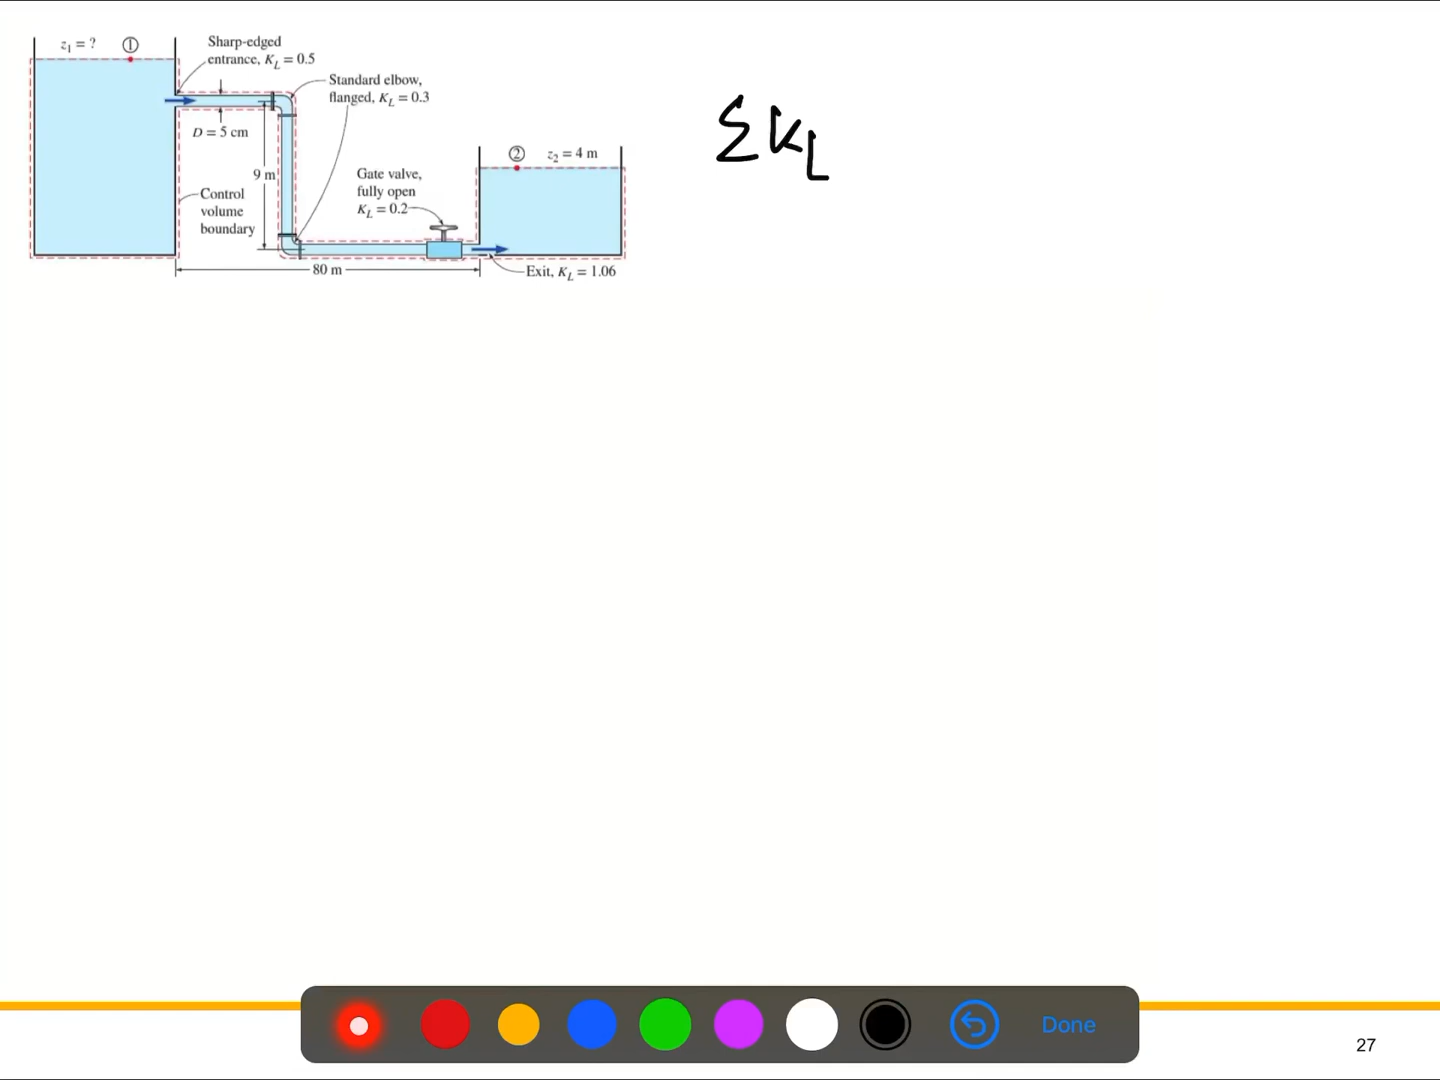 z₁ = ? ①
Sharp-edged
entrance, K_L = 0.5
Standard elbow,
flanged, K_L = 0.3
D = 5 cm
② z₂ = 4 m
9 m
Gate valve,
fully open
K_L = 0.2
Control
volume
boundary
80 m
Exit, K_L = 1.06
ΣK_L
Done
27